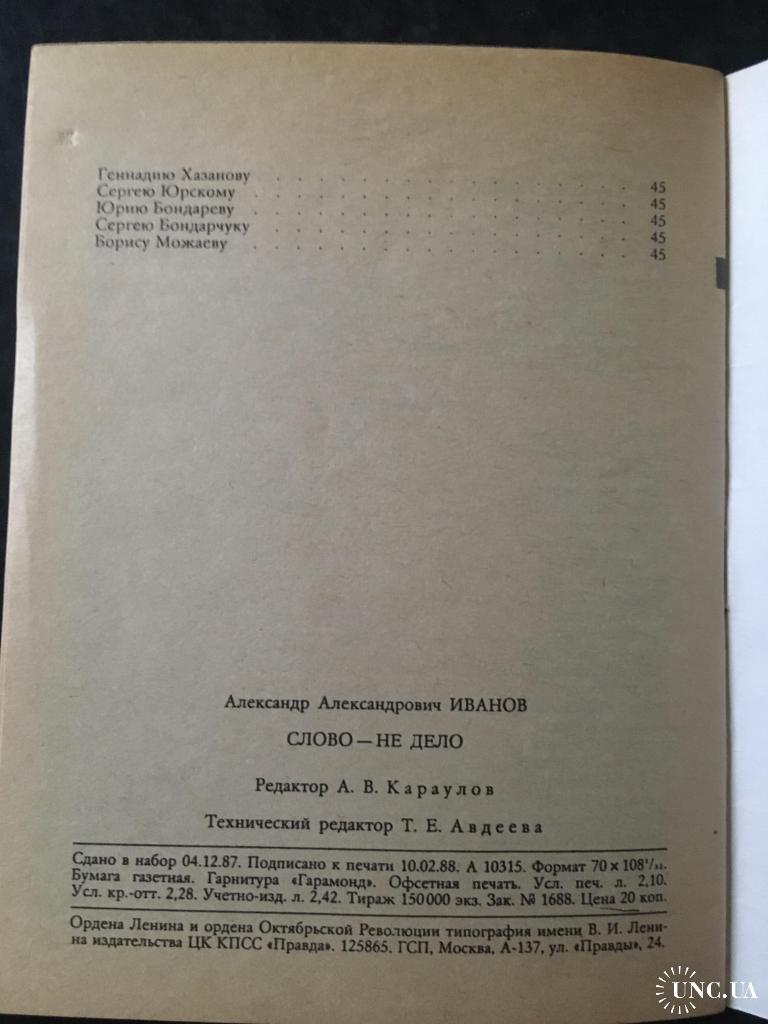 Геннадию Хазанову . . . . . . . . . . . . . . . . 45
Сергею Юрскому . . . . . . . . . . . . . . . . 45
Юрию Бондареву . . . . . . . . . . . . . . . . 45
Сергею Бондарчуку . . . . . . . . . . . . . . . . 45
Борису Можаеву . . . . . . . . . . . . . . . . 45
Александр Александрович ИВАНОВ
СЛОВО — НЕ ДЕЛО
Редактор А. В. Караулов
Технический редактор Т. Е. Авдеева
Сдано в набор 04.12.87. Подписано к печати 10.02.88. А 10315. Формат 70×108¹/₃₂.
Бумага газетная. Гарнитура «Гарамонд». Офсетная печать. Усл. печ. л. 2,10.
Усл. кр.-отт. 2,28. Учетно-изд. л. 2,42. Тираж 150 000 экз. Зак. № 1688. Цена 20 коп.
Ордена Ленина и ордена Октябрьской Революции типография имени В. И. Лени-
на издательства ЦК КПСС «Правда». 125865. ГСП, Москва, А-137, ул. «Правды», 24.
UNC.UA